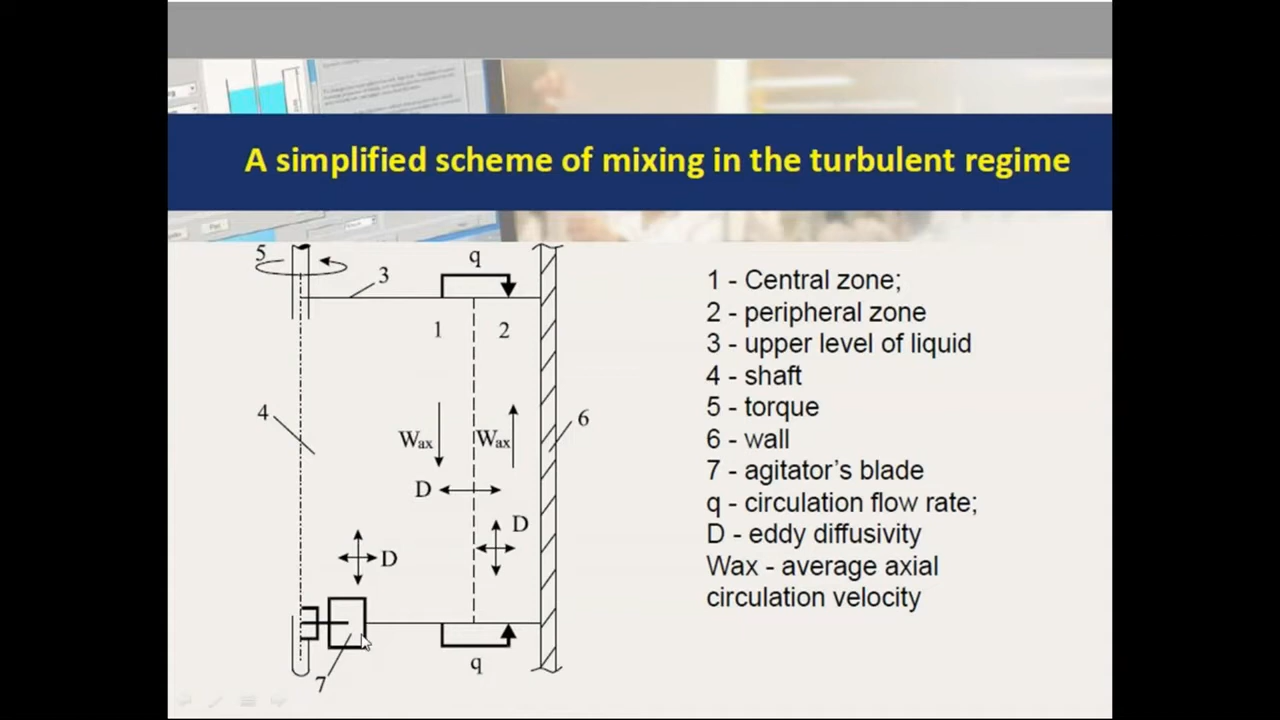 A simplified scheme of mixing in the turbulent regime
5
3
q
1
2
4
6
Wax
Wax
D
D
D
7
q
1 - Central zone;
2 - peripheral zone
3 - upper level of liquid
4 - shaft
5 - torque
6 - wall
7 - agitator's blade
q - circulation flow rate;
D - eddy diffusivity
Wax - average axial
circulation velocity